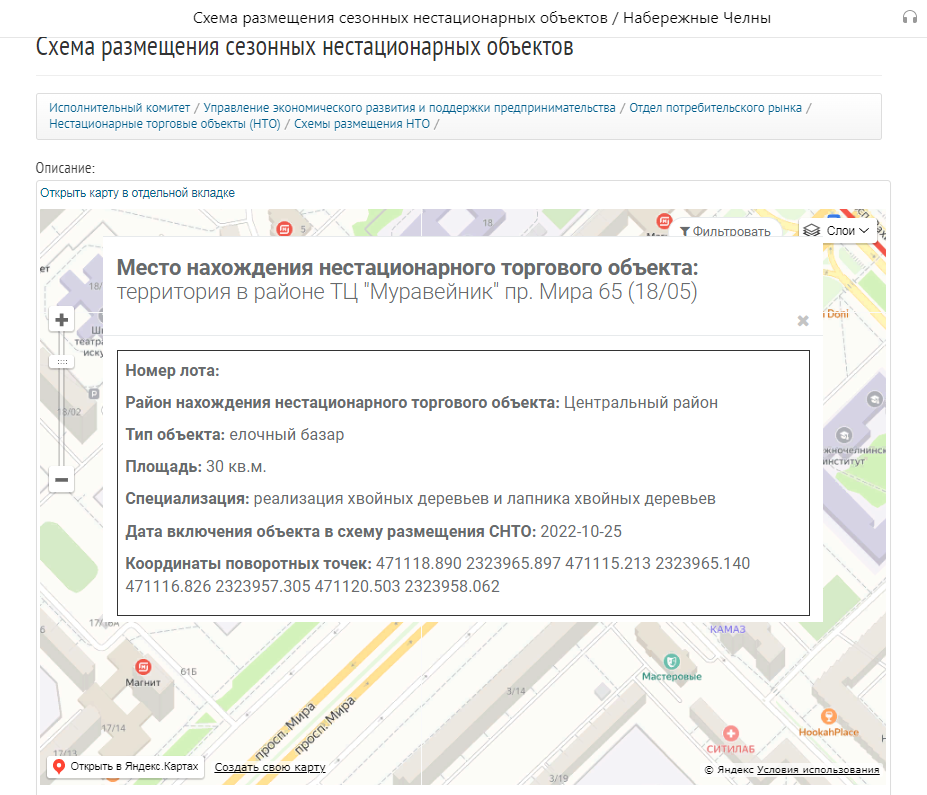 Схема размещения сезонных нестационарных объектов / Набережные Челны
Схема размещения сезонных нестационарных объектов
Исполнительный комитет / Управление экономического развития и поддержки предпринимательства / Отдел потребительского рынка /
Нестационарные торговые объекты (НТО) / Схемы размещения НТО /
Описание:
Открыть карту в отдельной вкладке
5
18
Фильтровать
Слои
Место нахождения нестационарного торгового объекта:
территория в районе ТЦ "Муравейник" пр. Мира 65 (18/05)
Номер лота:
Район нахождения нестационарного торгового объекта: Центральный район
Тип объекта: елочный базар
Площадь: 30 кв.м.
Специализация: реализация хвойных деревьев и лапника хвойных деревьев
Дата включения объекта в схему размещения СНТО: 2022-10-25
Координаты поворотных точек: 471118.890 2323965.897 471115.213 2323965.140
471116.826 2323957.305 471120.503 2323958.062
18/02
P
Doni
институт
17/18А
61Б
Магнит
17/14
17/13
просп. Мира
просп. Мира
3/14
3/19
КАМАЗ
Мастеровые
СИТИЛАБ
HookahPlace
Открыть в Яндекс.Картах
Создать свою карту
© Яндекс Условия использования